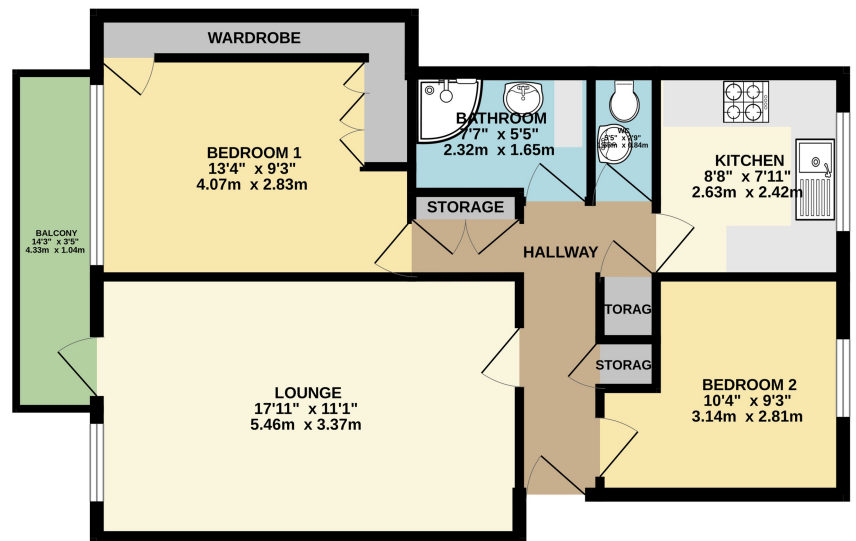 WARDROBE
BEDROOM 1
13'4" x 9'3"
4.07m x 2.83m
BATHROOM
7'7" x 5'5"
2.32m x 1.65m
WC
KITCHEN
8'8" x 7'11"
2.63m x 2.42m
BALCONY
14'3" x 3'5"
4.33m x 1.04m
STORAGE
HALLWAY
TORAG
STORAG
LOUNGE
17'11" x 11'1"
5.46m x 3.37m
BEDROOM 2
10'4" x 9'3"
3.14m x 2.81m